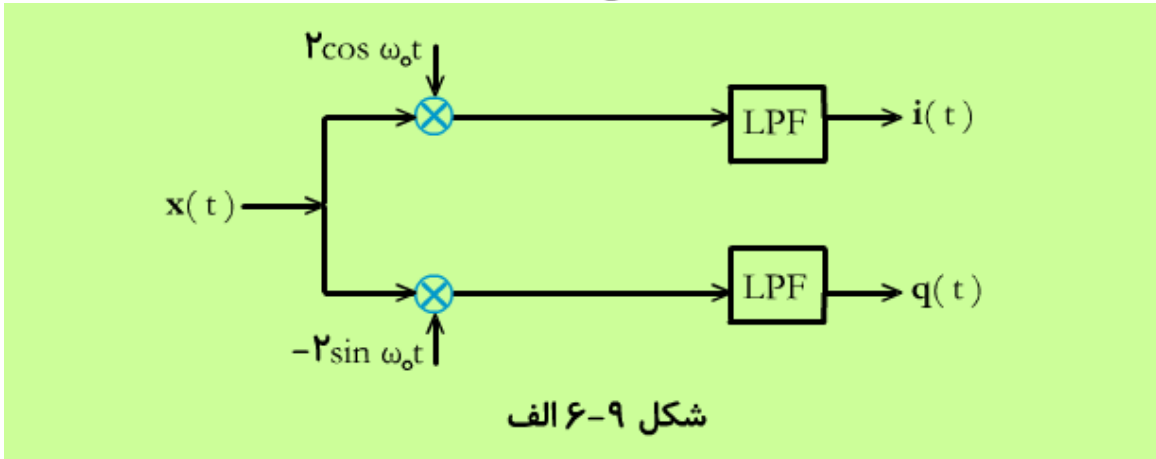 ۲cos ω₀t
LPF
i(t)
x(t)
LPF
q(t)
-۲sin ω₀t
شکل ۹-۶ الف